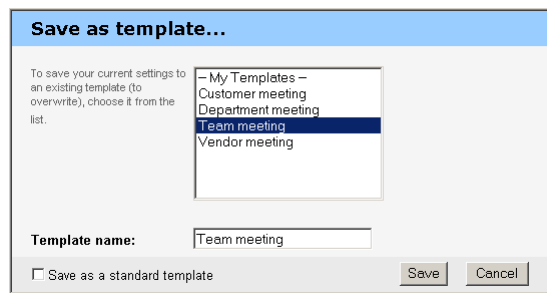 Save as template...
To save your current settings to
an existing template (to
overwrite), choose it from the
list.
– My Templates –
Customer meeting
Department meeting
Team meeting
Vendor meeting
Template name:
Team meeting
Save as a standard template
Save
Cancel